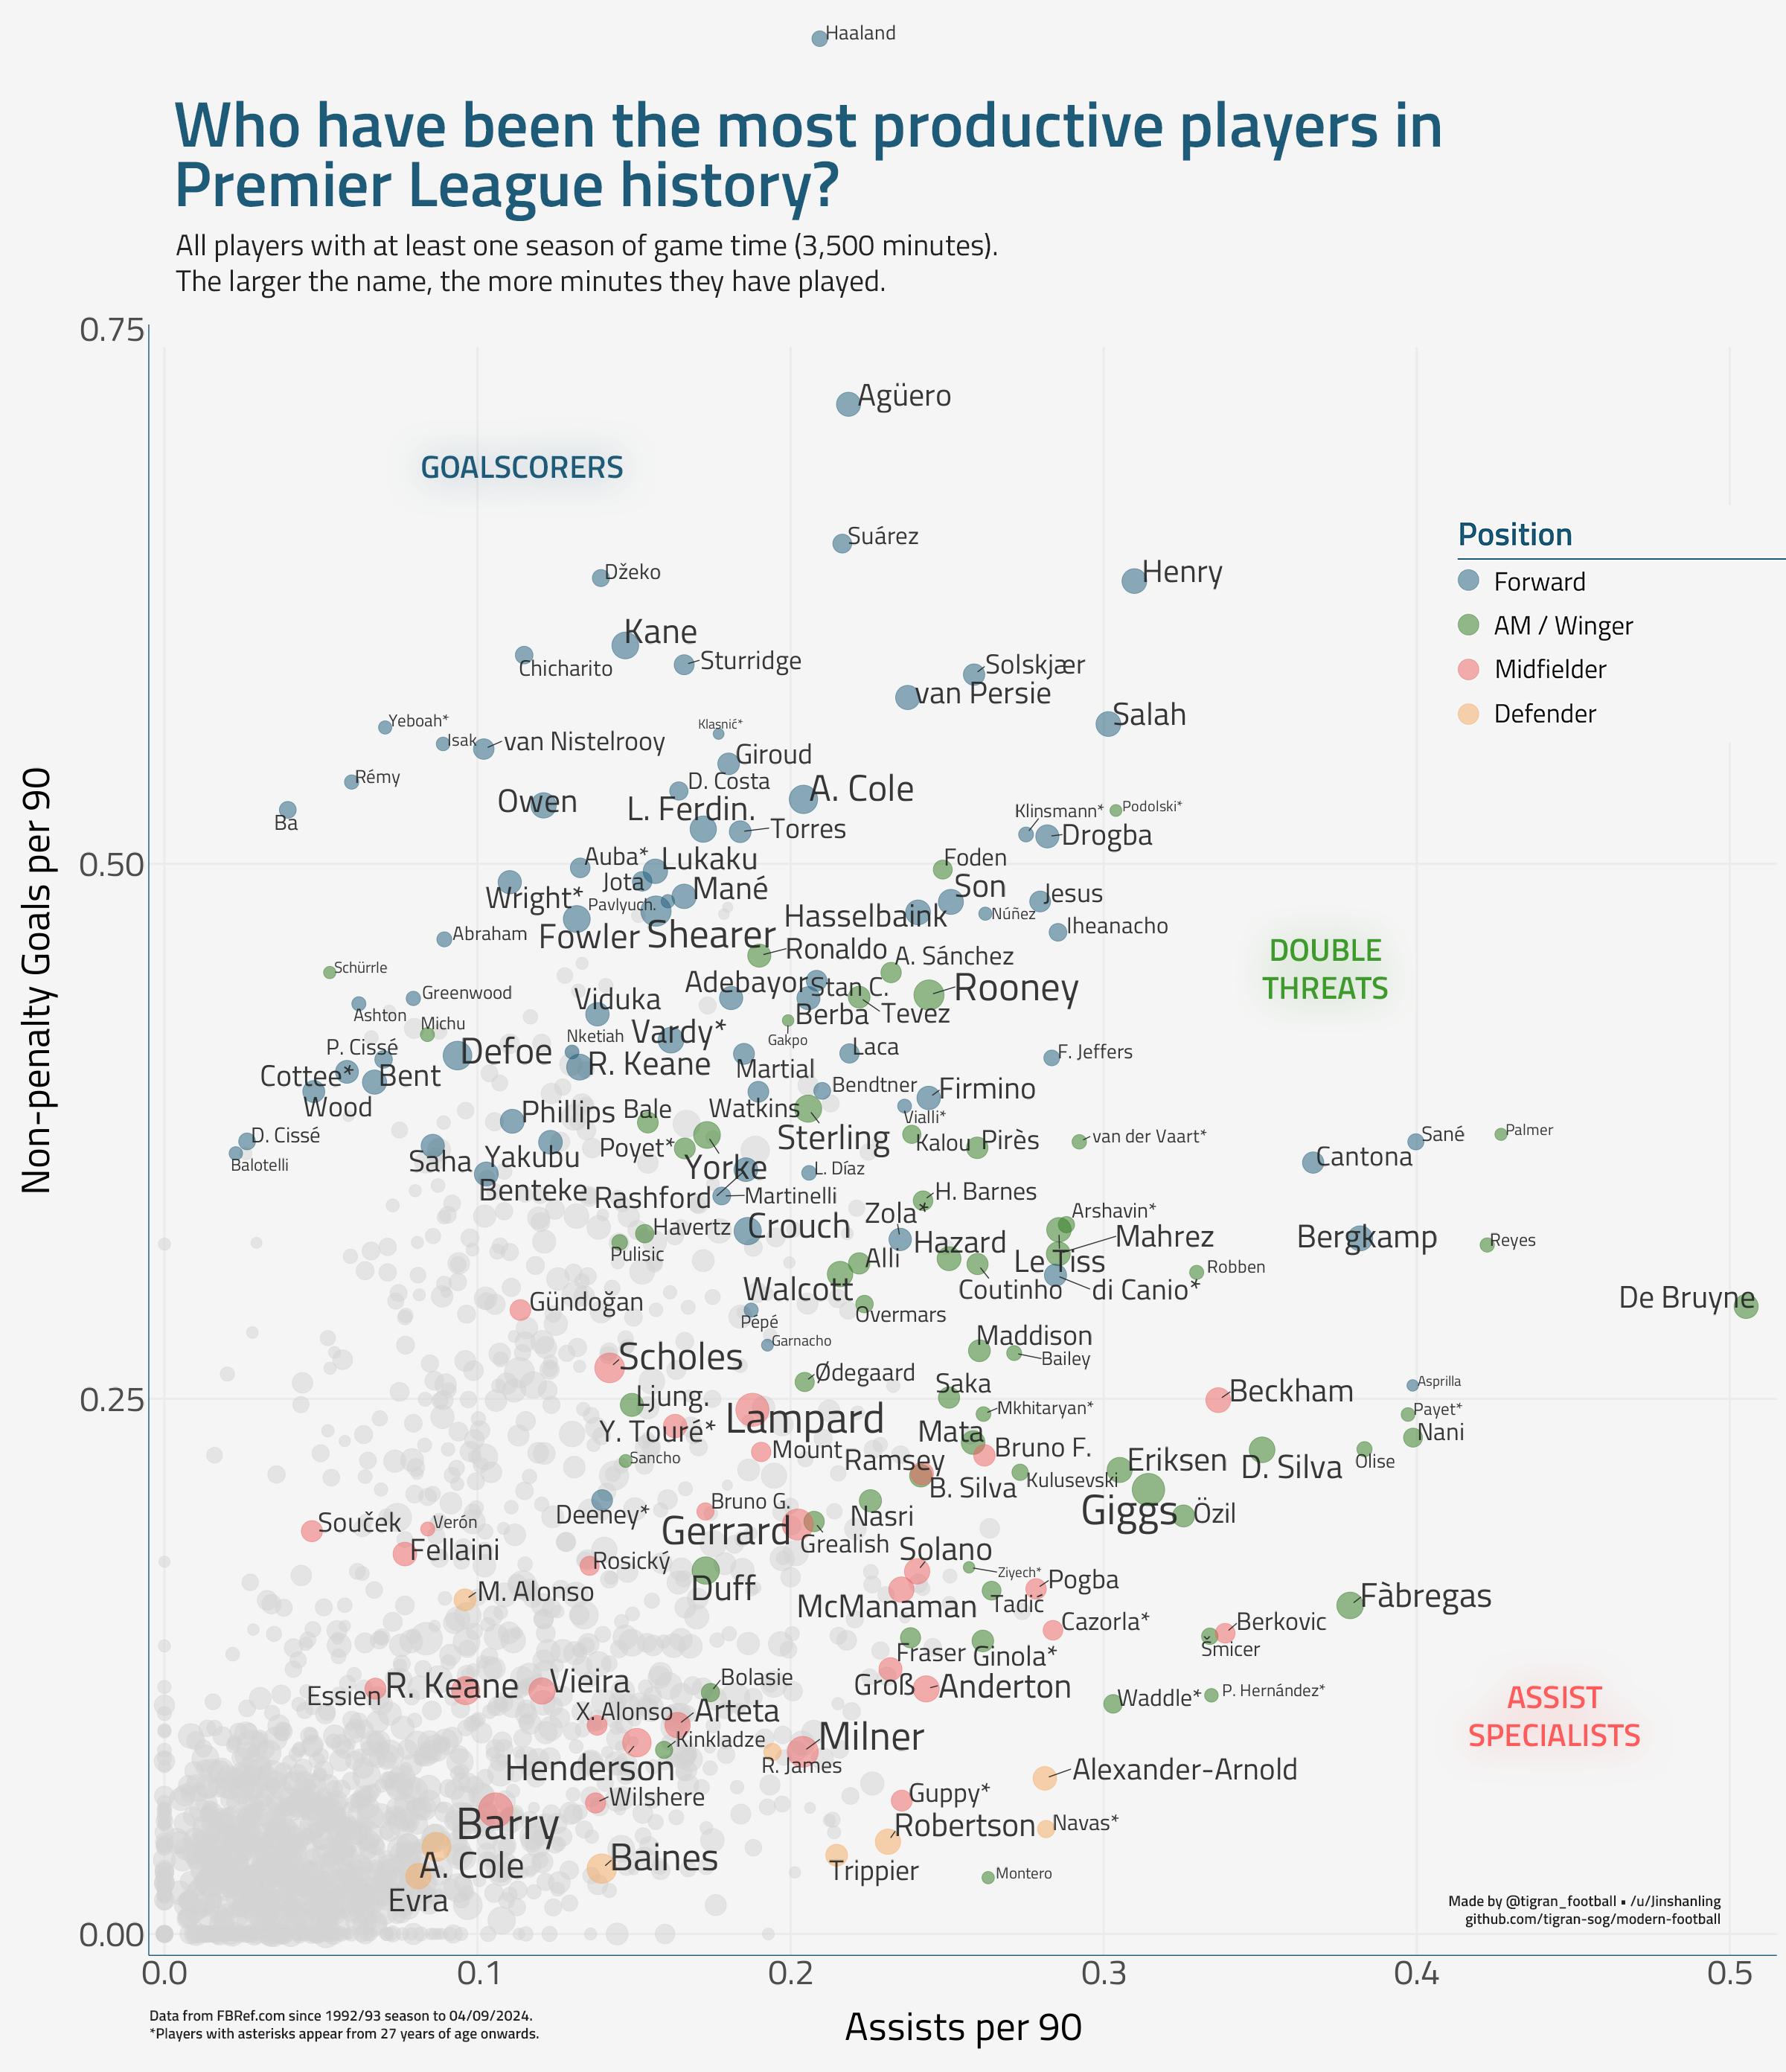 Haaland
Who have been the most productive players in
Premier League history?
All players with at least one season of game time (3,500 minutes).
The larger the name, the more minutes they have played.
0.75
Agüero
GOALSCORERS
Suárez
Position
Džeko
Henry
Forward
AM / Winger
Kane
Sturridge
Chicharito
Solskjær
Midfielder
van Persie
Defender
Salah
Yeboah*
Klasnić*
Isak
van Nistelrooy
Giroud
Rémy
D. Costa
A. Cole
Owen
L. Ferdin.
Klinsmann*
Podolski*
Ba
Torres
Drogba
0.50
Auba*
Lukaku
Foden
Jota
Mané
Son
Jesus
Wright*
Pavlyuch.
Hasselbaink
Núñez
Iheanacho
Abraham
Fowler
Shearer
Ronaldo
DOUBLE
THREATS
Schürrle
A. Sánchez
Adebayor
Stan C.
Rooney
Greenwood
Viduka
Ashton
Berba
Tevez
Michu
Nketiah
Vardy*
Gakpo
P. Cissé
Defoe
Laca
F. Jeffers
Cottee*
Bent
R. Keane
Martial
Bendtner
Firmino
Wood
Phillips
Bale
Watkins
Vialli*
D. Cissé
Sterling
Kalou
Pirès
van der Vaart*
Sané
Palmer
Balotelli
Saha
Yakubu
Poyet*
Yorke
L. Díaz
Cantona
Benteke
Rashford
Martinelli
H. Barnes
Non-penalty Goals per 90
Zola*
Arshavin*
Havertz
Crouch
Hazard
Mahrez
Bergkamp
Reyes
Pulisic
Alli
Le Tiss
Robben
Walcott
Coutinho
di Canio*
De Bruyne
Gündoğan
Pépé
Overmars
Garnacho
Maddison
Bailey
Scholes
Ødegaard
Saka
Beckham
Asprilla
0.25
Ljung.
Lampard
Mkhitaryan*
Payet*
Y. Touré*
Mata
Bruno F.
Nani
Mount
Ramsey
Eriksen
D. Silva
Olise
Sancho
Kulusevski
B. Silva
Deeney*
Bruno G.
Giggs
Özil
Souček
Verón
Gerrard
Nasri
Grealish
Fellaini
Rosický
Solano
Ziyech*
Pogba
M. Alonso
Duff
McManaman
Tadić
Fàbregas
Cazorla*
Berkovic
Šmicer
Fraser
Ginola*
Essien
R. Keane
Vieira
Bolasie
Groß
Anderton
Waddle*
P. Hernández*
ASSIST
SPECIALISTS
X. Alonso
Arteta
Kinkladze
Milner
Henderson
R. James
Alexander-Arnold
Wilshere
Guppy*
Barry
Robertson
Navas*
A. Cole
Baines
Trippier
Montero
Evra
Made by @tigran_football • /u/Jinshanling
github.com/tigran-sog/modern-football
0.00
0.0
0.1
0.2
0.3
0.4
0.5
Data from FBRef.com since 1992/93 season to 04/09/2024.
*Players with asterisks appear from 27 years of age onwards.
Assists per 90